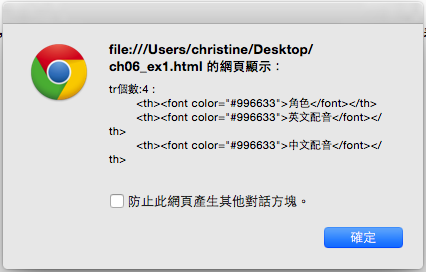 file:///Users/christine/Desktop/
ch06_ex1.html 的網頁顯示：
tr個數:4：
<th><font color="#996633">角色</font></th>
<th><font color="#996633">英文配音</font></
th>
<th><font color="#996633">中文配音</font></
th>
防止此網頁產生其他對話方塊。
確定